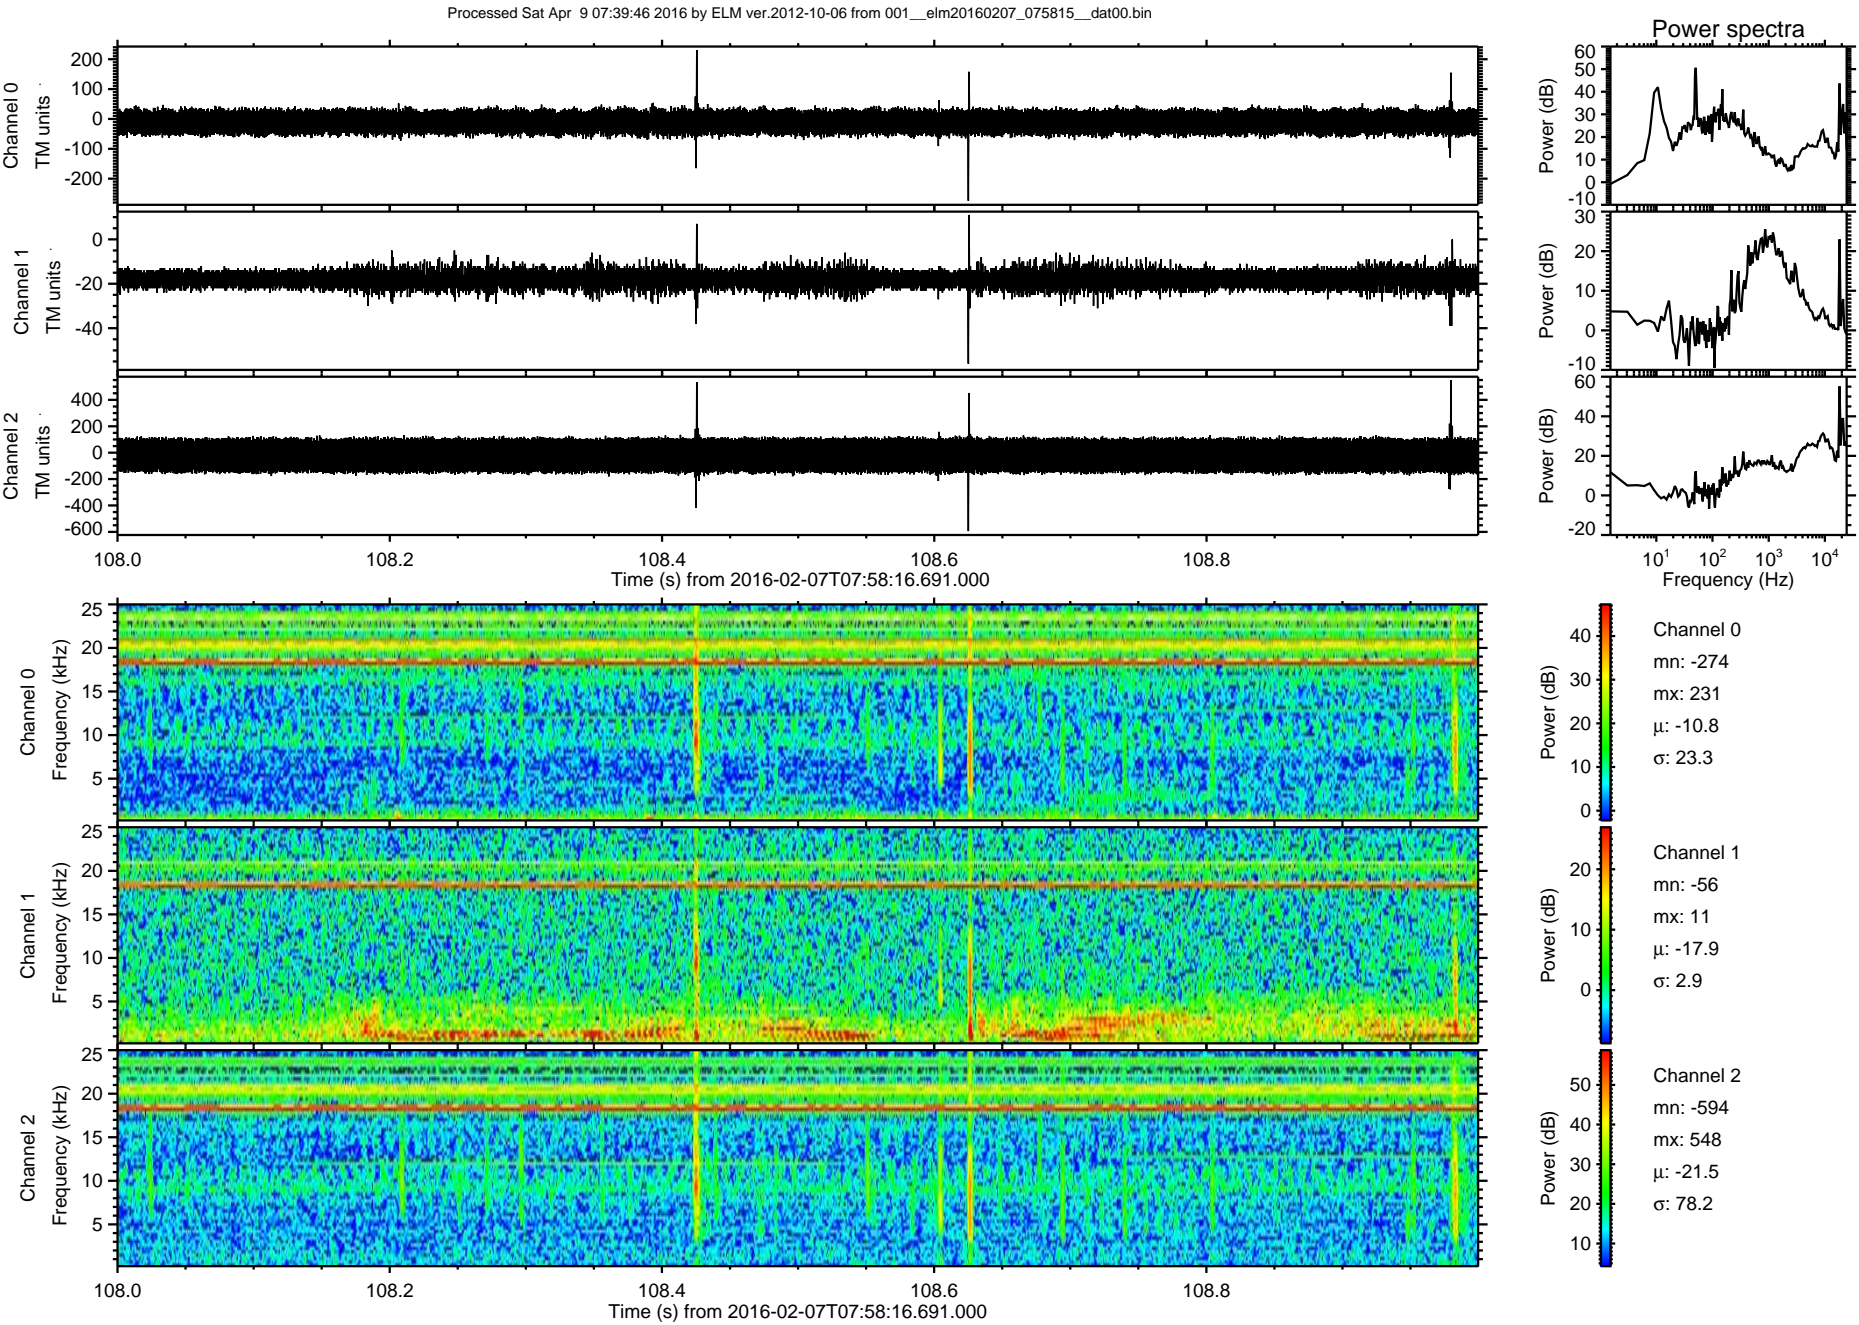 Processed Sat Apr  9 07:39:46 2016 by ELM ver.2012-10-06 from 001__elm20160207_075815__dat00.bin
Power spectra
Channel 0
TM units
200
100
0
-100
-200
Power (dB)
60
50
40
30
20
10
0
-10
Channel 1
TM units
0
-20
-40
Power (dB)
30
20
10
0
-10
Channel 2
TM units
400
200
0
-200
-400
-600
Power (dB)
60
40
20
0
-20
108.0 108.2 108.4 108.6 108.8
Time (s) from 2016-02-07T07:58:16.691.000
10^1 10^2 10^3 10^4
Frequency (Hz)
Channel 0
Frequency (kHz)
25
20
15
10
5
Power (dB)
40
30
20
10
0
Channel 0
mn: -274
mx: 231
μ: -10.8
σ: 23.3
Channel 1
Frequency (kHz)
25
20
15
10
5
Power (dB)
20
10
0
Channel 1
mn: -56
mx: 11
μ: -17.9
σ: 2.9
Channel 2
Frequency (kHz)
25
20
15
10
5
Power (dB)
50
40
30
20
10
Channel 2
mn: -594
mx: 548
μ: -21.5
σ: 78.2
108.0 108.2 108.4 108.6 108.8
Time (s) from 2016-02-07T07:58:16.691.000